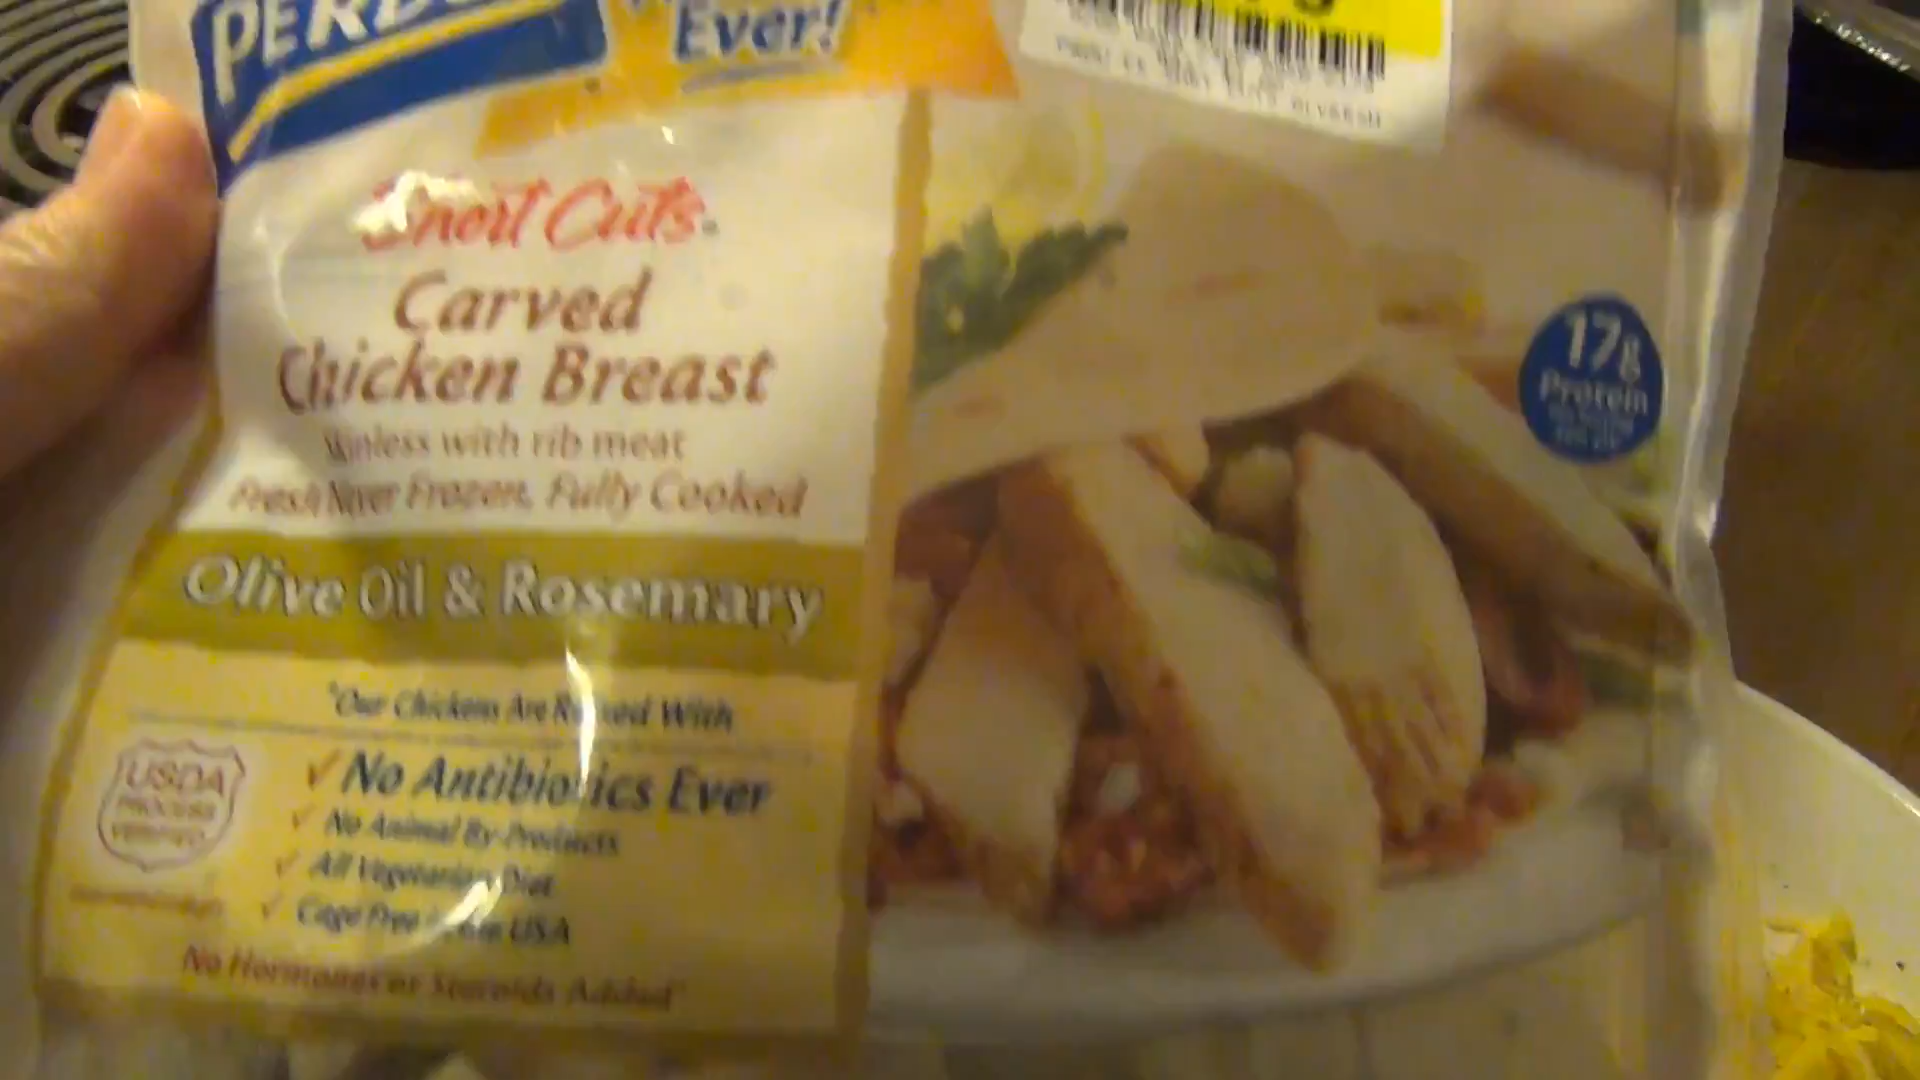 PERDUE
Ever!
Short Cuts
Carved
Chicken Breast
Skinless with rib meat
Fresh Never Frozen, Fully Cooked
Olive Oil & Rosemary
*Our Chickens Are Raised With
✓ No Antibiotics Ever
✓ No Animal By-Products
✓ All Vegetarian Diet
✓ Cage Free in the USA
No Hormones or Steroids Added*
USDA
PROCESS
VERIFIED
17g
Protein